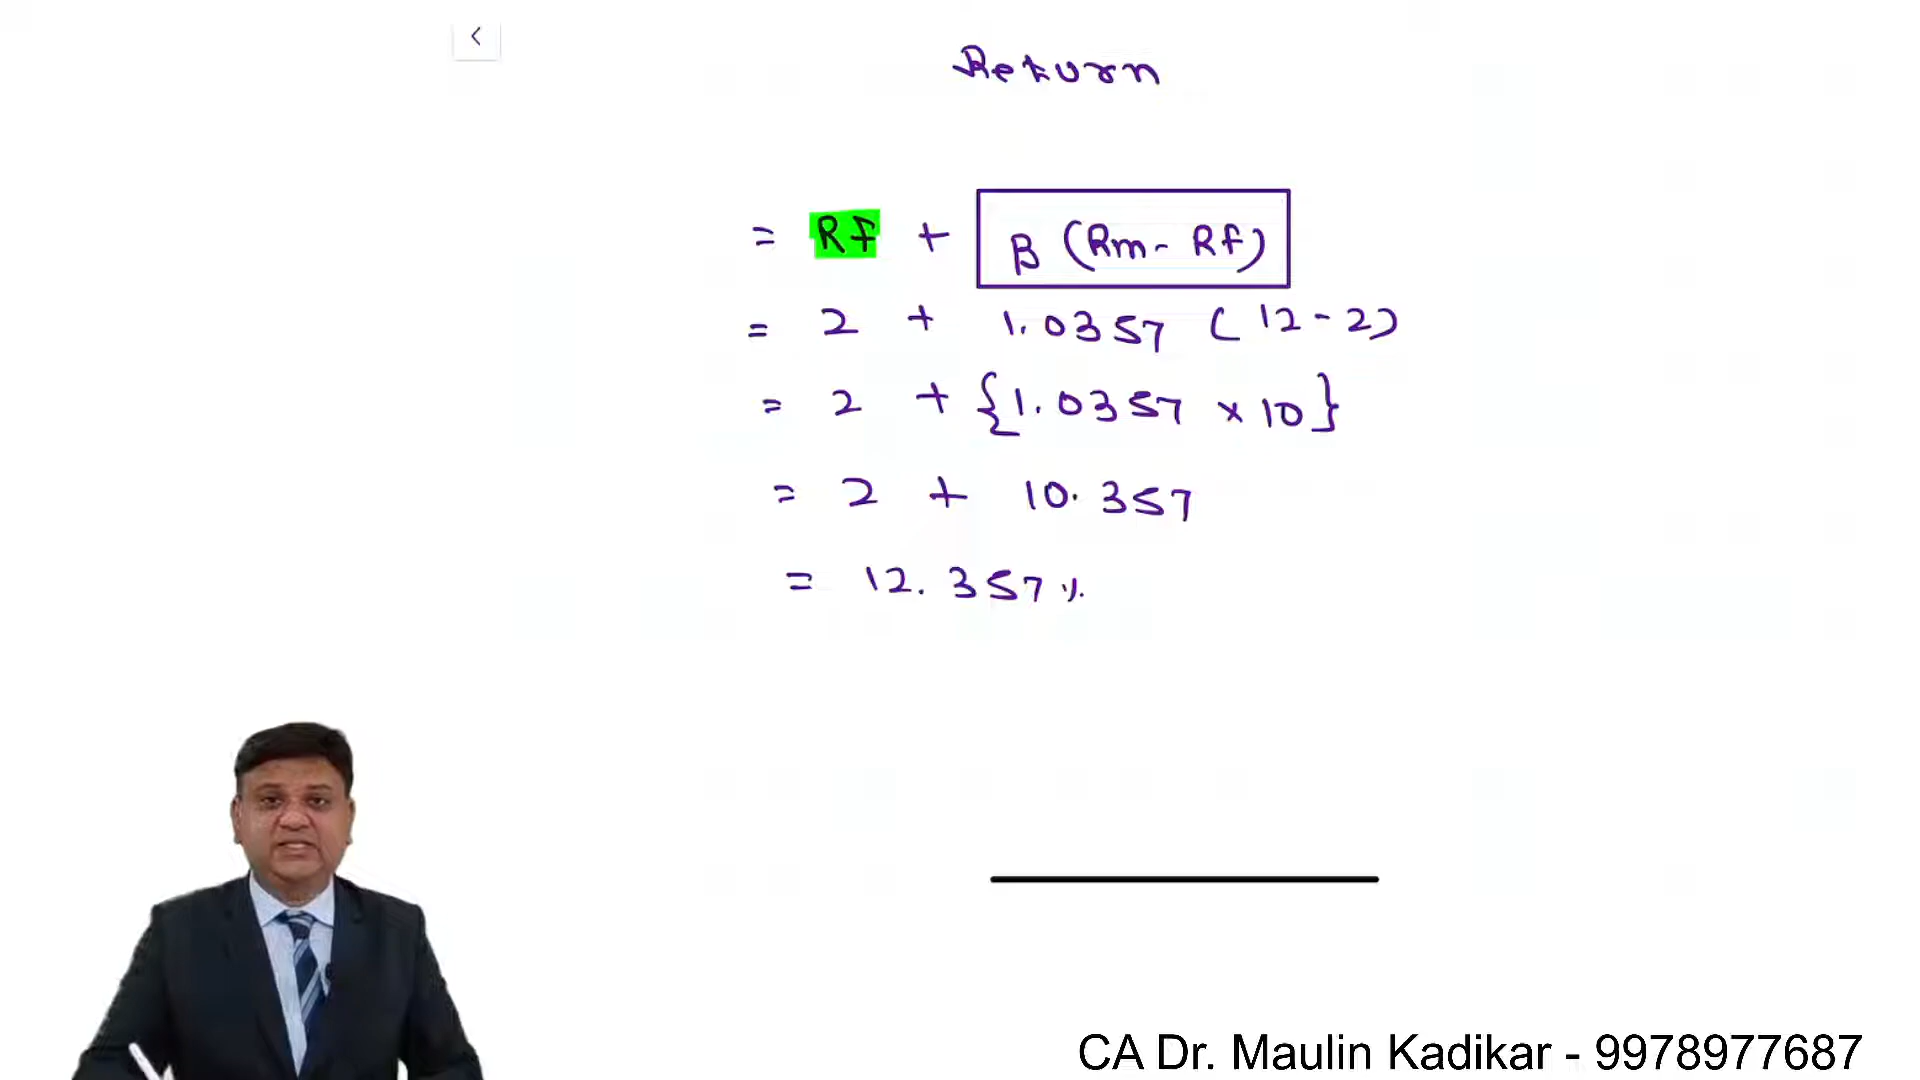 Return
= Rf + B (Rm - Rf)
= 2 + 1.0357 (12 - 2)
= 2 + {1.0357 x 10}
= 2 + 10.357
= 12.357 %
CA Dr. Maulin Kadikar - 9978977687